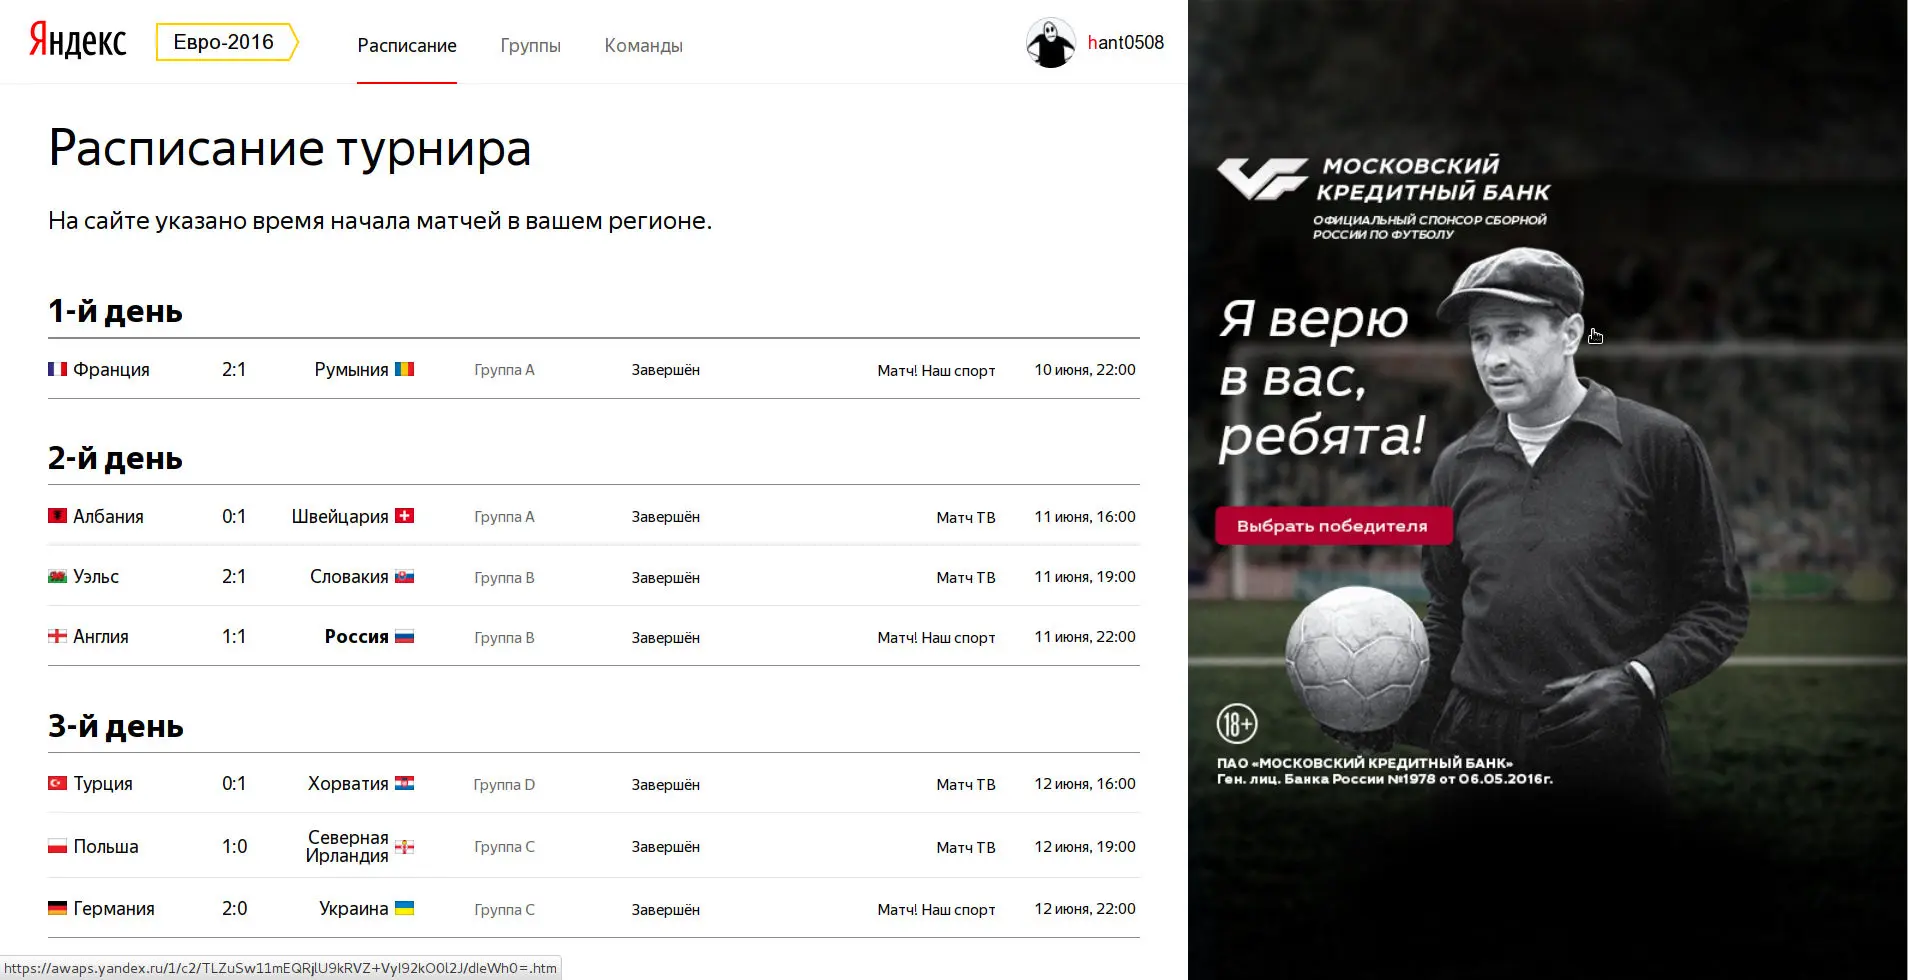 Яндекс
Евро-2016
Расписание Группы Команды
hant0508
Расписание турнира
На сайте указано время начала матчей в вашем регионе.
1-й день
Франция 2:1 Румыния Группа A Завершён Матч! Наш спорт 10 июня, 22:00
2-й день
Албания 0:1 Швейцария Группа A Завершён Матч ТВ 11 июня, 16:00
Уэльс 2:1 Словакия Группа B Завершён Матч ТВ 11 июня, 19:00
Англия 1:1 Россия Группа B Завершён Матч! Наш спорт 11 июня, 22:00
3-й день
Турция 0:1 Хорватия Группа D Завершён Матч ТВ 12 июня, 16:00
Польша 1:0 Северная Ирландия Группа C Завершён Матч ТВ 12 июня, 19:00
Германия 2:0 Украина Группа C Завершён Матч! Наш спорт 12 июня, 22:00
https://awaps.yandex.ru/1/c2/TLZuSw11mEQRjlU9kRVZ+VyI92kO0l2J/dIeWh0=.htm
МОСКОВСКИЙ
КРЕДИТНЫЙ БАНК
ОФИЦИАЛЬНЫЙ СПОНСОР СБОРНОЙ
РОССИИ ПО ФУТБОЛУ
Я верю
в вас,
ребята!
Выбрать победителя
18+
ПАО «МОСКОВСКИЙ КРЕДИТНЫЙ БАНК»
Ген. лиц. Банка России №1978 от 06.05.2016г.